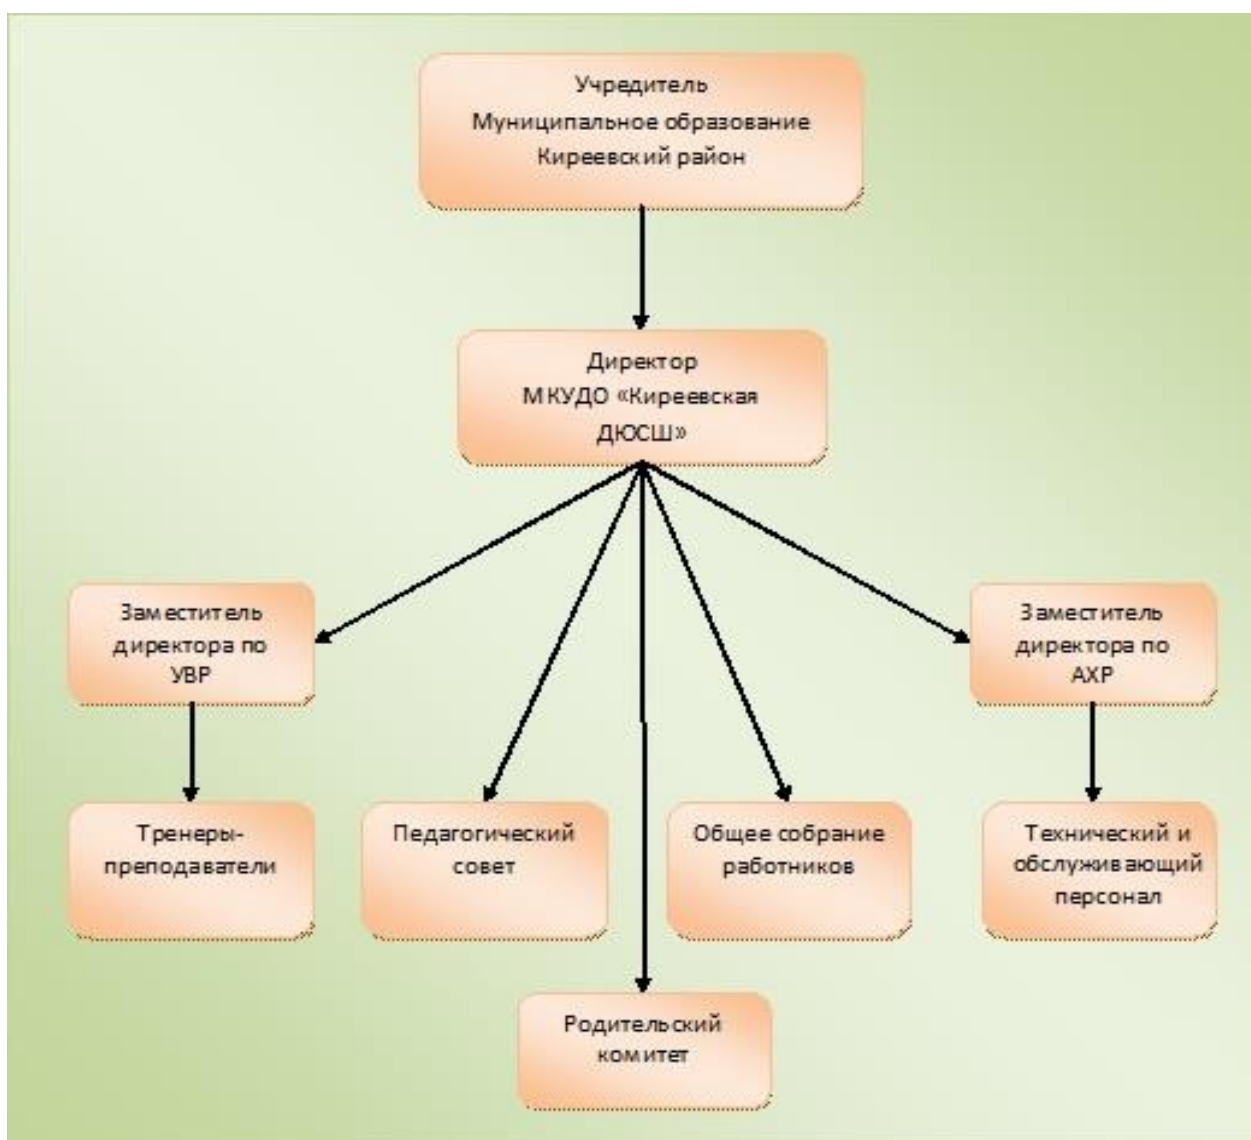 Учредитель
Муниципальное образование
Киреевский район
Директор
МКУДО «Киреевская
ДЮСШ»
Заместитель
директора по
УВР
Заместитель
директора по
АХР
Тренеры-
преподаватели
Педагогический
совет
Общее собрание
работников
Технический и
обслуживающий
персонал
Родительский
комитет